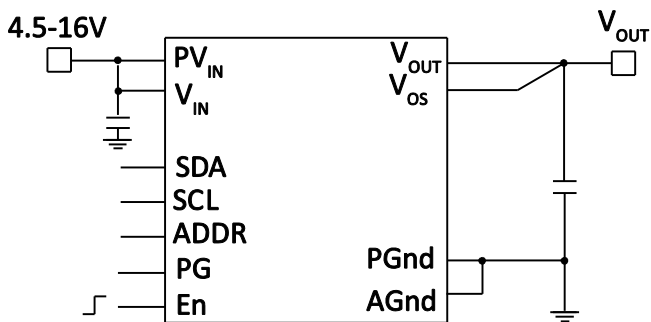 4.5-16V
PVIN
VIN
SDA
SCL
ADDR
PG
En
VOUT
VOS
PGnd
AGnd
VOUT